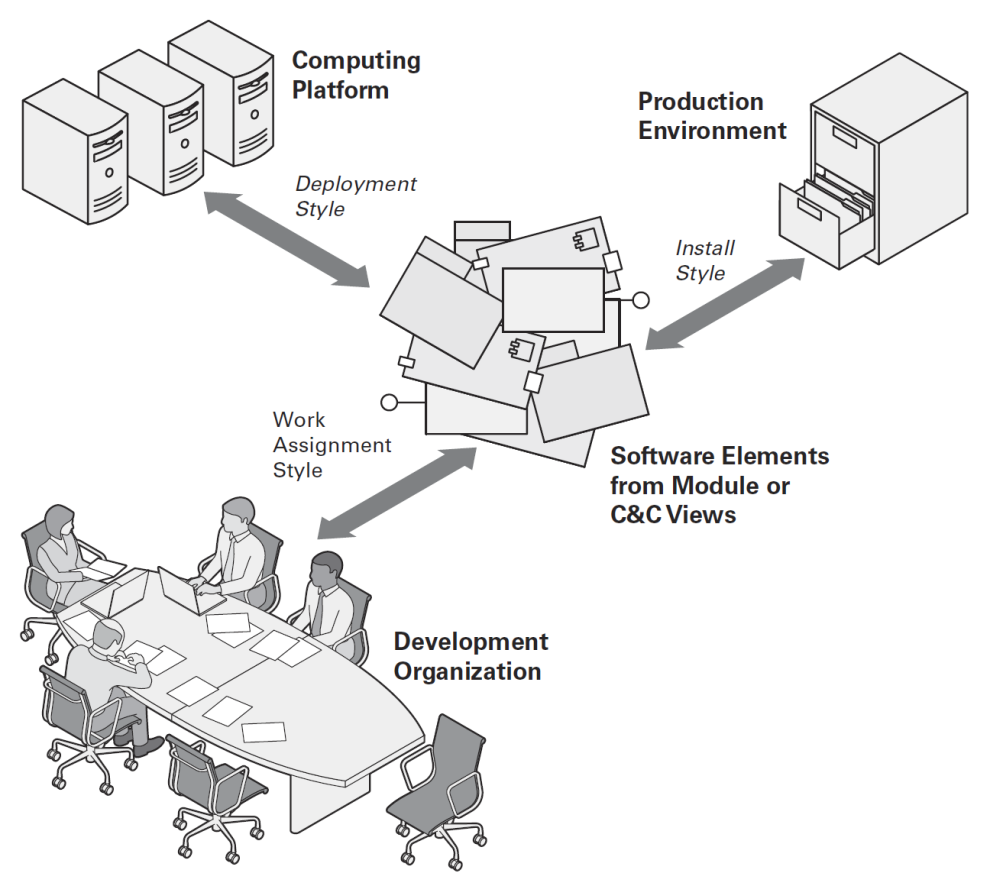 Computing
Platform
Production
Environment
Deployment
Style
Install
Style
Work
Assignment
Style
Software Elements
from Module or
C&C Views
Development
Organization